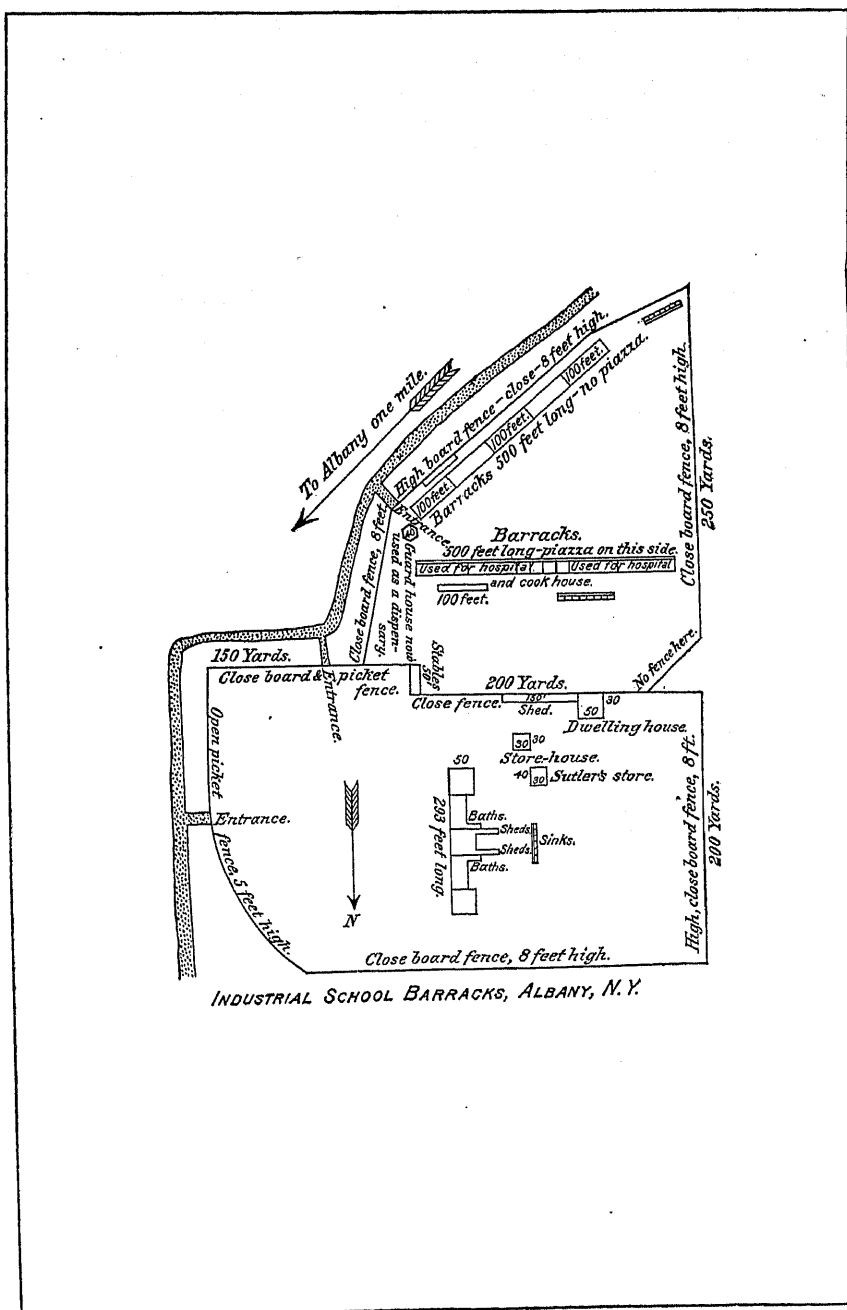 To Albany one mile.
High board fence-close-8 feet high.
100 feet.
100 feet.
100 feet.
Barracks 500 feet long-no piazza.
Close board fence, 8 feet high.
250 Yards.
Entrance.
Close board fence, 8 feet.
Guard house now
used as a dispen-
sary.
Barracks.
500 feet long-piazza on this side.
Used for hospital
Used for hospital
and cook house.
100 feet.
No fence here.
150 Yards.
Close board & picket
fence.
Entrance.
Stables
50'
200 Yards.
Close fence.
150'
Shed.
30
50
Dwelling house.
30
30
Store-house.
40
30
Sutler's store.
Open picket
fence, 5 feet high.
Entrance.
N
50
293 feet long.
Baths.
Sheds.
Sheds.
Baths.
Sinks.
High, close board fence, 8 ft.
200 Yards.
Close board fence, 8 feet high.
INDUSTRIAL SCHOOL BARRACKS, ALBANY, N.Y.